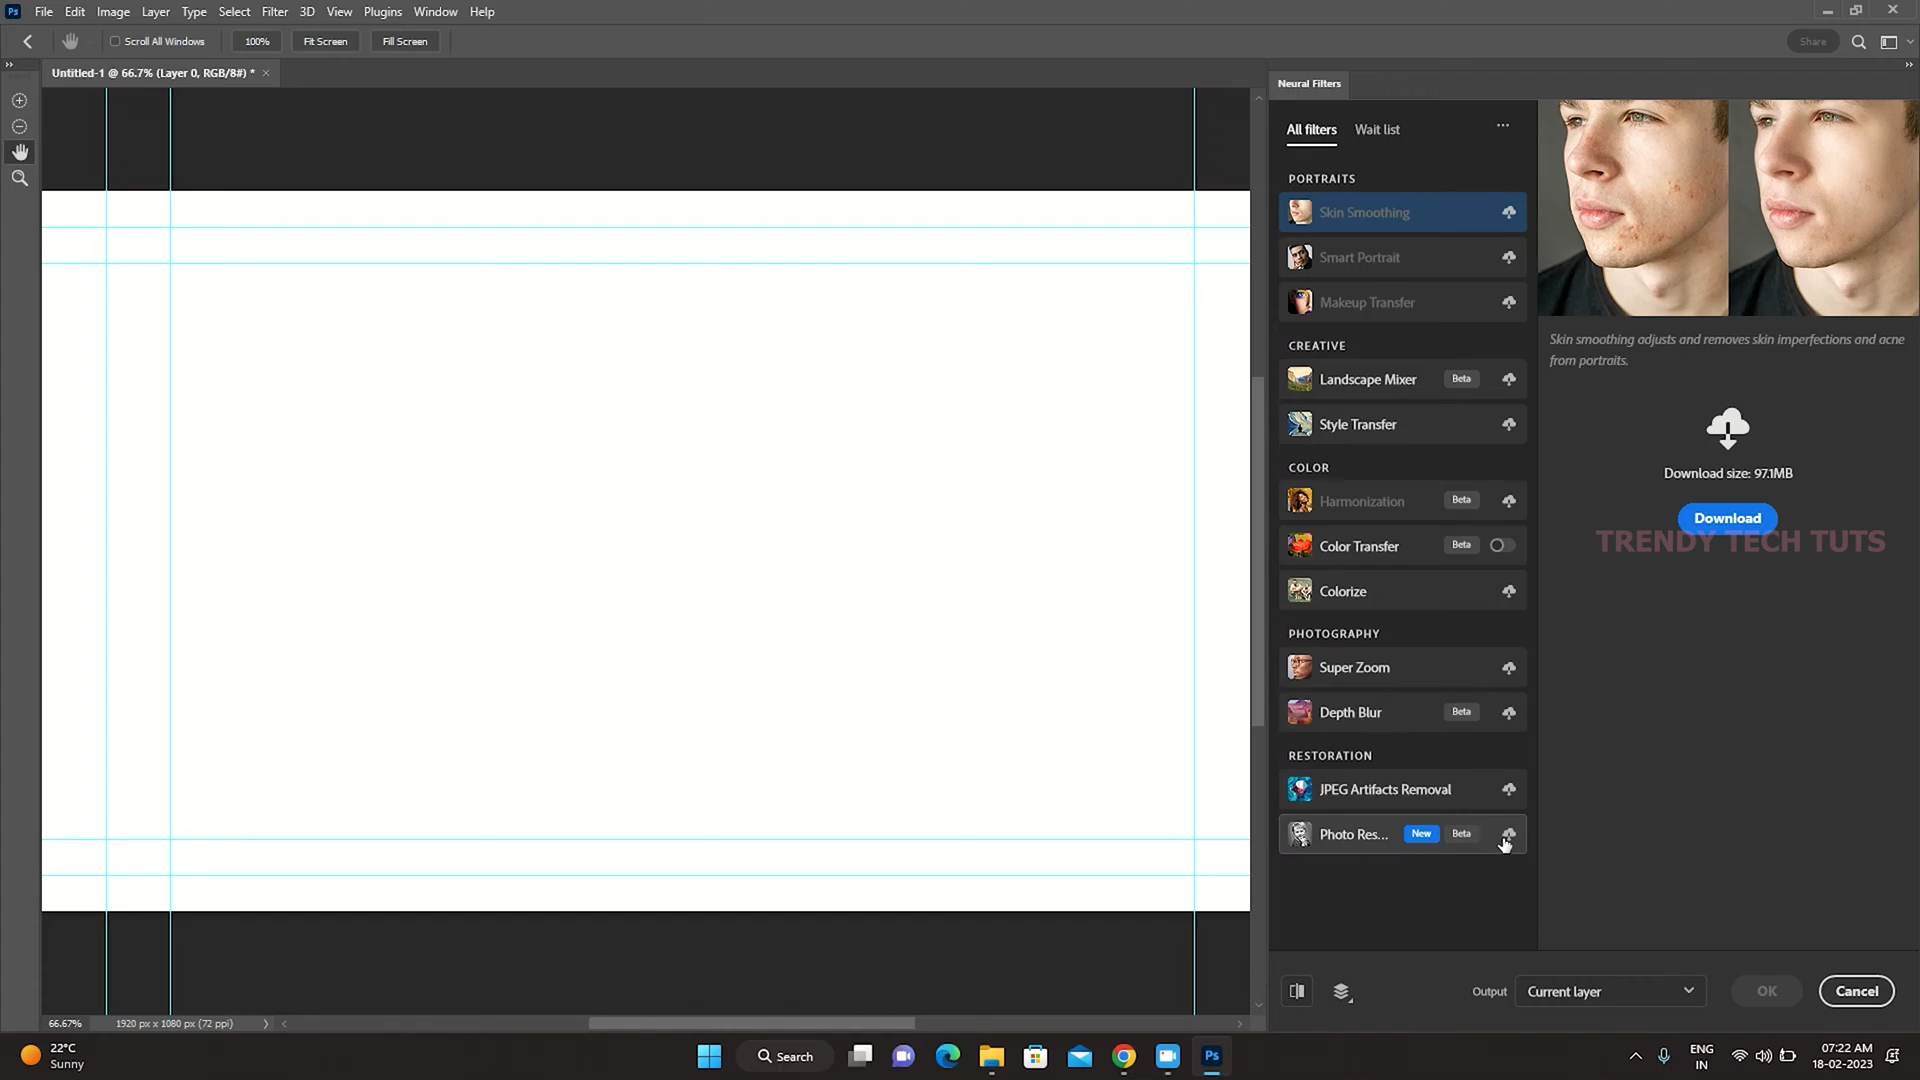 Ps File Edit Image Layer Type Select Filter 3D View Plugins Window Help
Scroll All Windows 100% Fit Screen Fill Screen Share
Untitled-1 @ 66.7% (Layer 0, RGB/8#) *
Neural Filters
All filters Wait list
PORTRAITS
Skin Smoothing
Smart Portrait
Makeup Transfer
CREATIVE
Landscape Mixer Beta
Style Transfer
COLOR
Harmonization Beta
Color Transfer Beta
Colorize
PHOTOGRAPHY
Super Zoom
Depth Blur Beta
RESTORATION
JPEG Artifacts Removal
Photo Res... New Beta
Skin smoothing adjusts and removes skin imperfections and acne
from portraits.
Download size: 97.1MB
Download
TRENDY TECH TUTS
Output Current layer OK Cancel
66.67% 1920 px x 1080 px (72 ppi)
22°C
Sunny
Search
Ps
ENG
IN
07:22 AM
18-02-2023